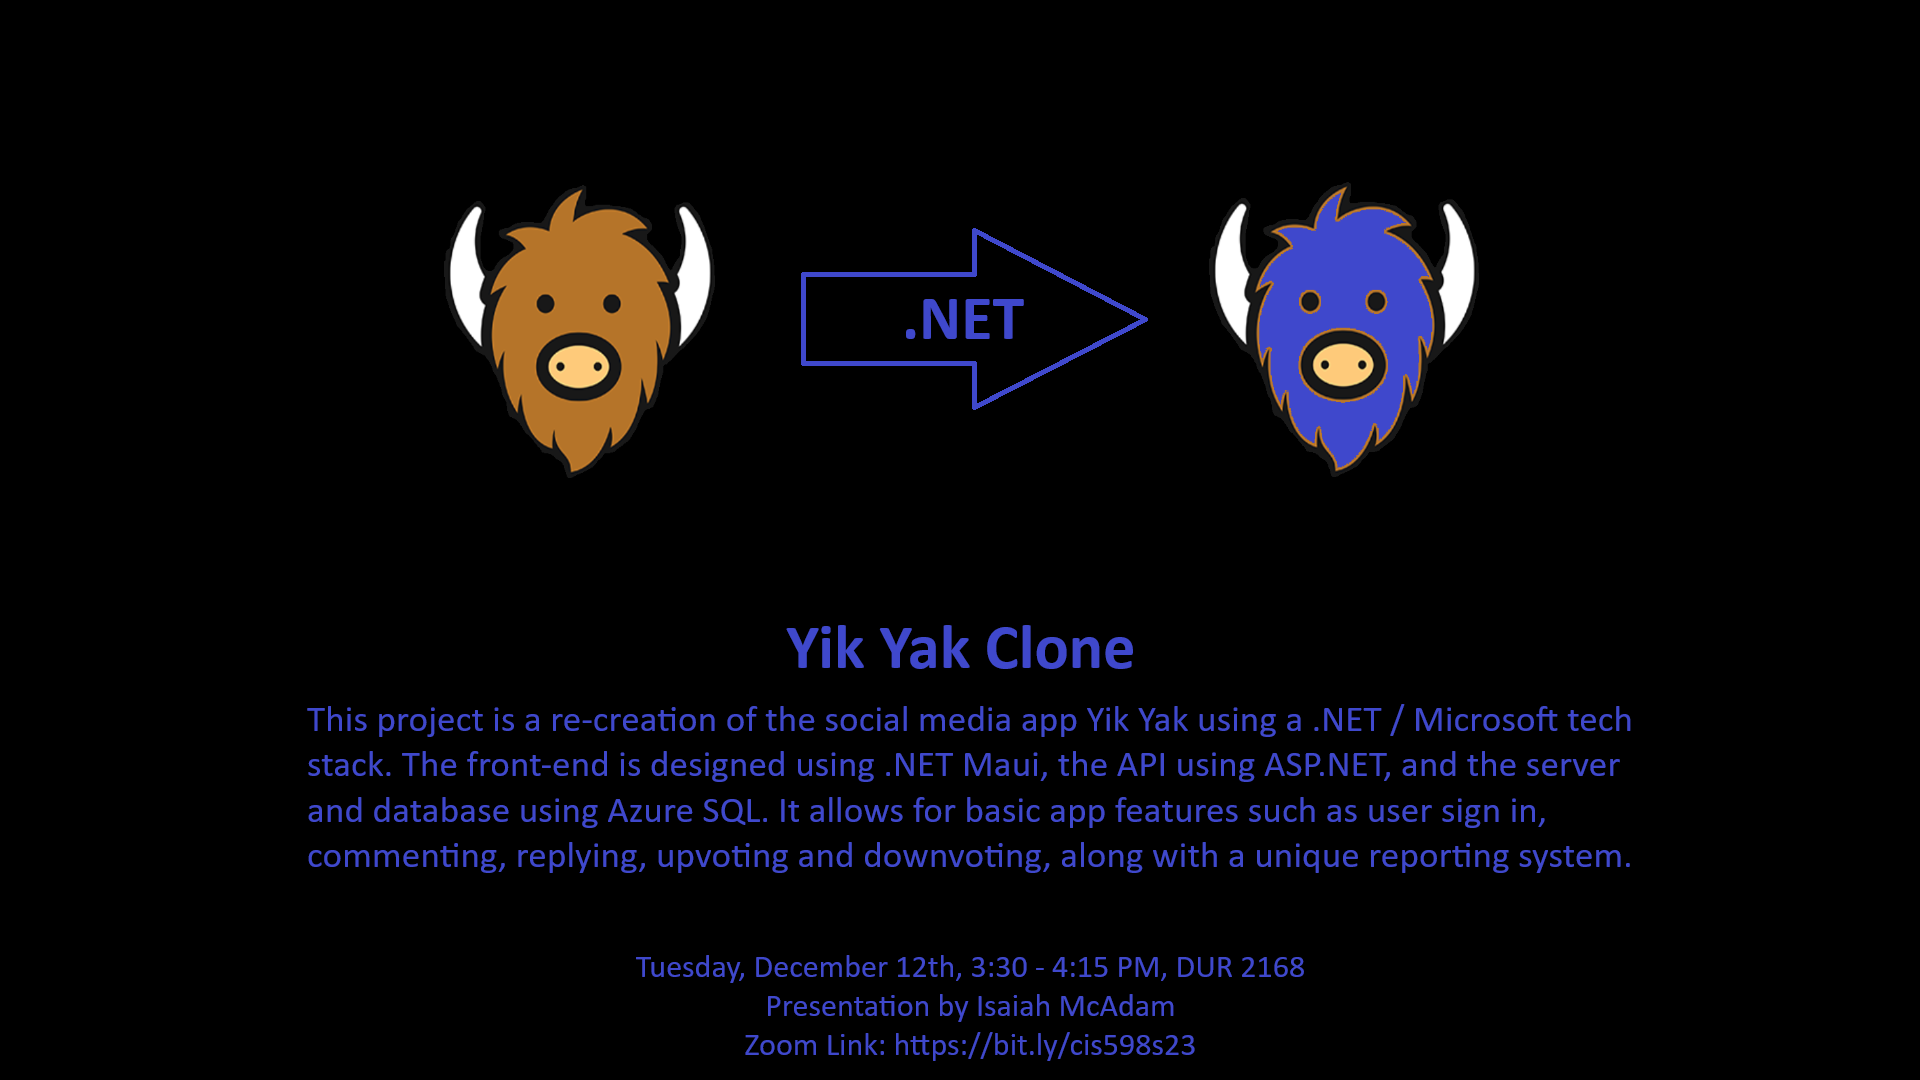 .NET
Yik Yak Clone
This project is a re-creation of the social media app Yik Yak using a .NET / Microsoft tech
stack. The front-end is designed using .NET Maui, the API using ASP.NET, and the server
and database using Azure SQL. It allows for basic app features such as user sign in,
commenting, replying, upvoting and downvoting, along with a unique reporting system.
Tuesday, December 12th, 3:30 - 4:15 PM, DUR 2168
Presentation by Isaiah McAdam
Zoom Link: https://bit.ly/cis598s23